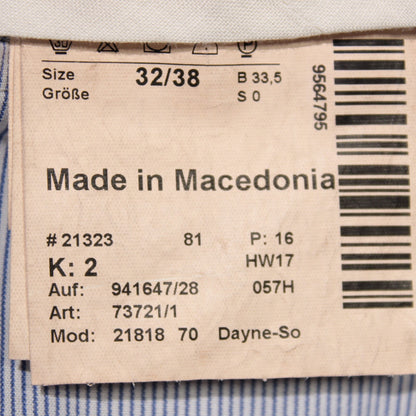 Size 32/38 B 33,5
Größe S 0
9564795
Made in Macedonia
# 21323 81 P: 16
K: 2 HW17
Auf: 941647/28 057H
Art: 73721/1
Mod: 21818 70 Dayne-So